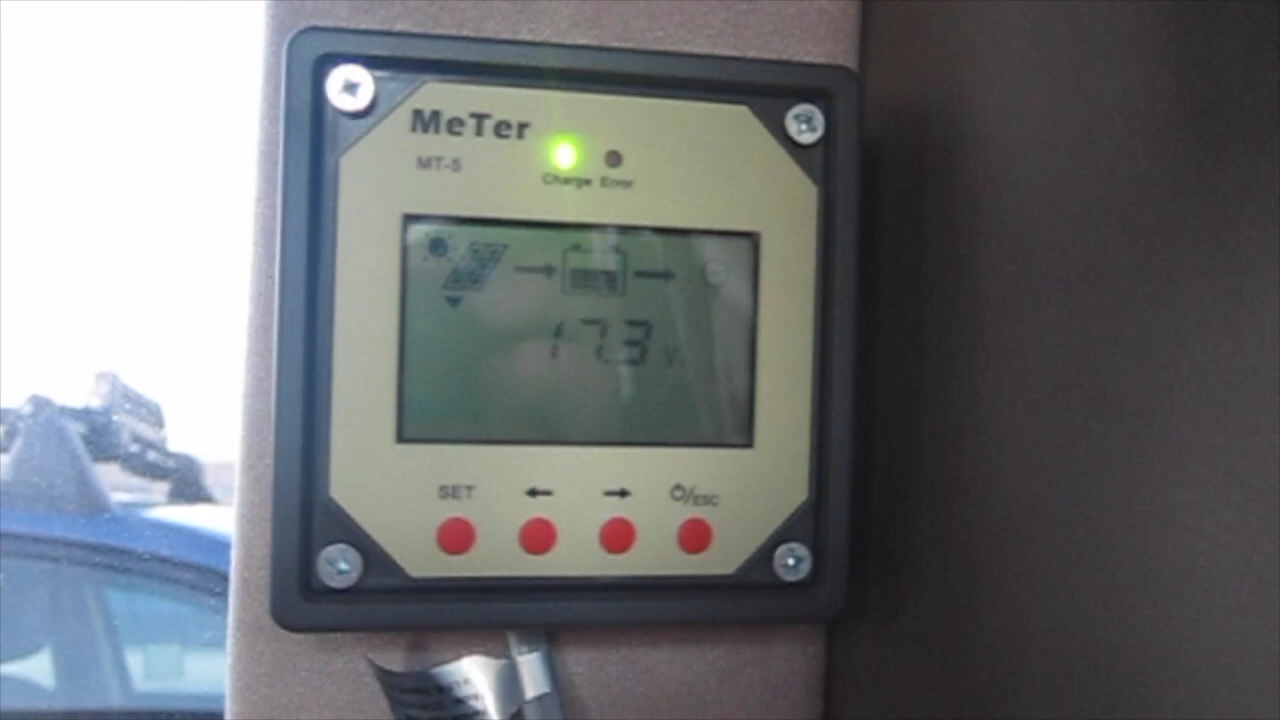 MeTer
MT-5
Charge Error
17.3 V
SET ← → ⏻/ESC